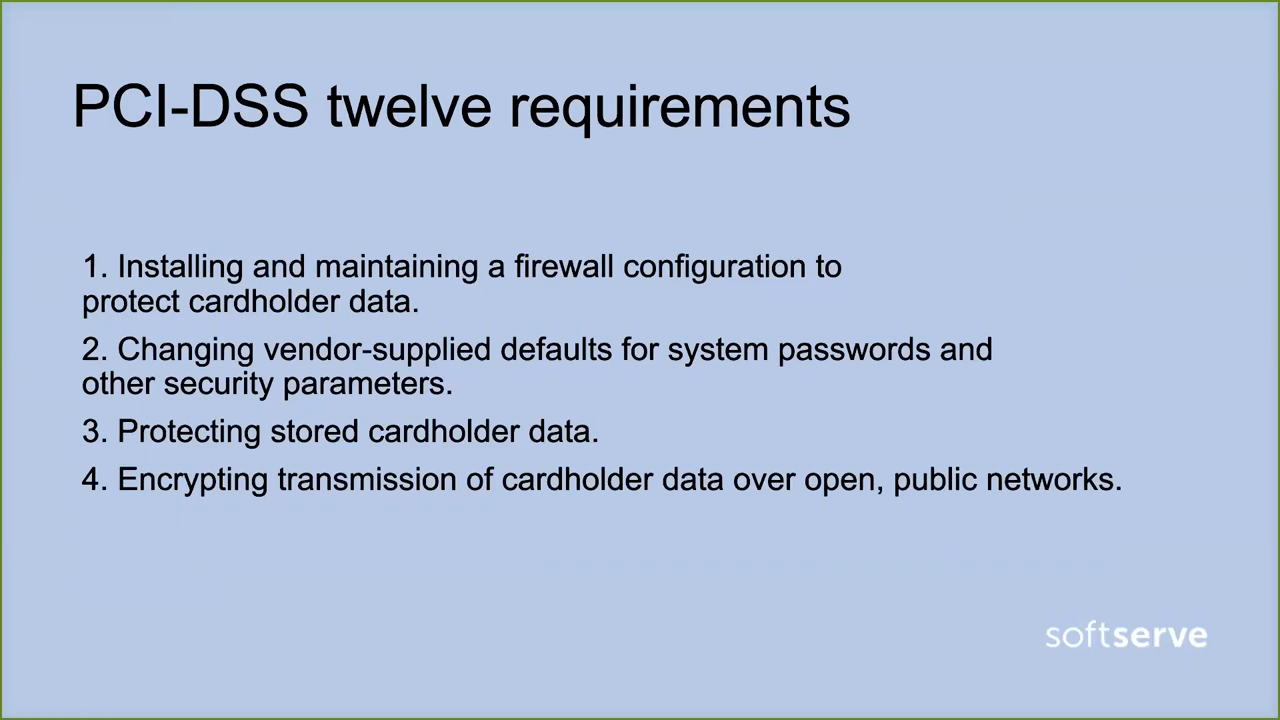 PCI-DSS twelve requirements
1. Installing and maintaining a firewall configuration to
protect cardholder data.
2. Changing vendor-supplied defaults for system passwords and
other security parameters.
3. Protecting stored cardholder data.
4. Encrypting transmission of cardholder data over open, public networks.
softserve